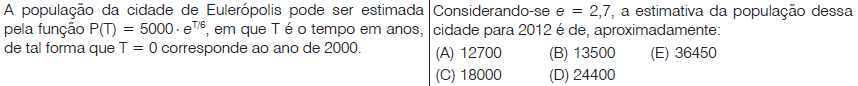 A população da cidade de Eulerópolis pode ser estimada
pela função P(T) = 5000 · e^T/6, em que T é o tempo em anos,
de tal forma que T = 0 corresponde ao ano de 2000.
Considerando-se e = 2,7, a estimativa da população dessa
cidade para 2012 é de, aproximadamente:
(A) 12700 (B) 13500 (E) 36450
(C) 18000 (D) 24400